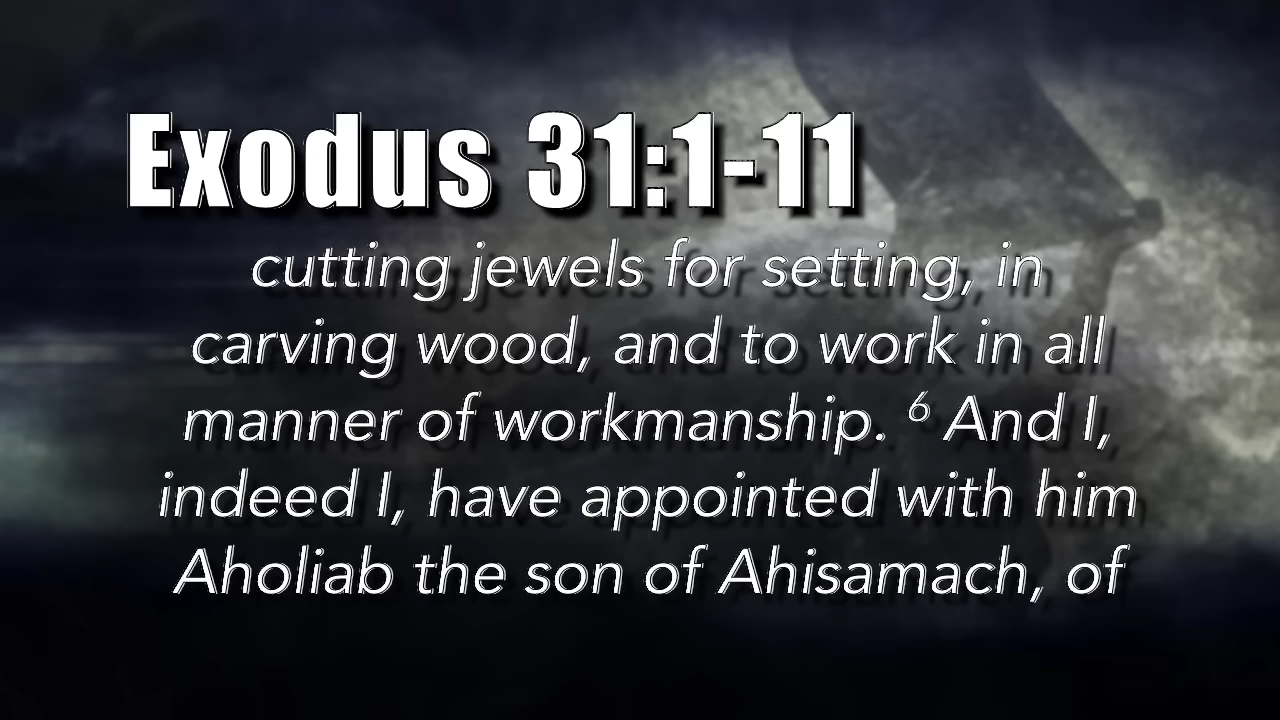 Exodus 31:1-11
cutting jewels for setting, in
carving wood, and to work in all
manner of workmanship. ⁶ And I,
indeed I, have appointed with him
Aholiab the son of Ahisamach, of